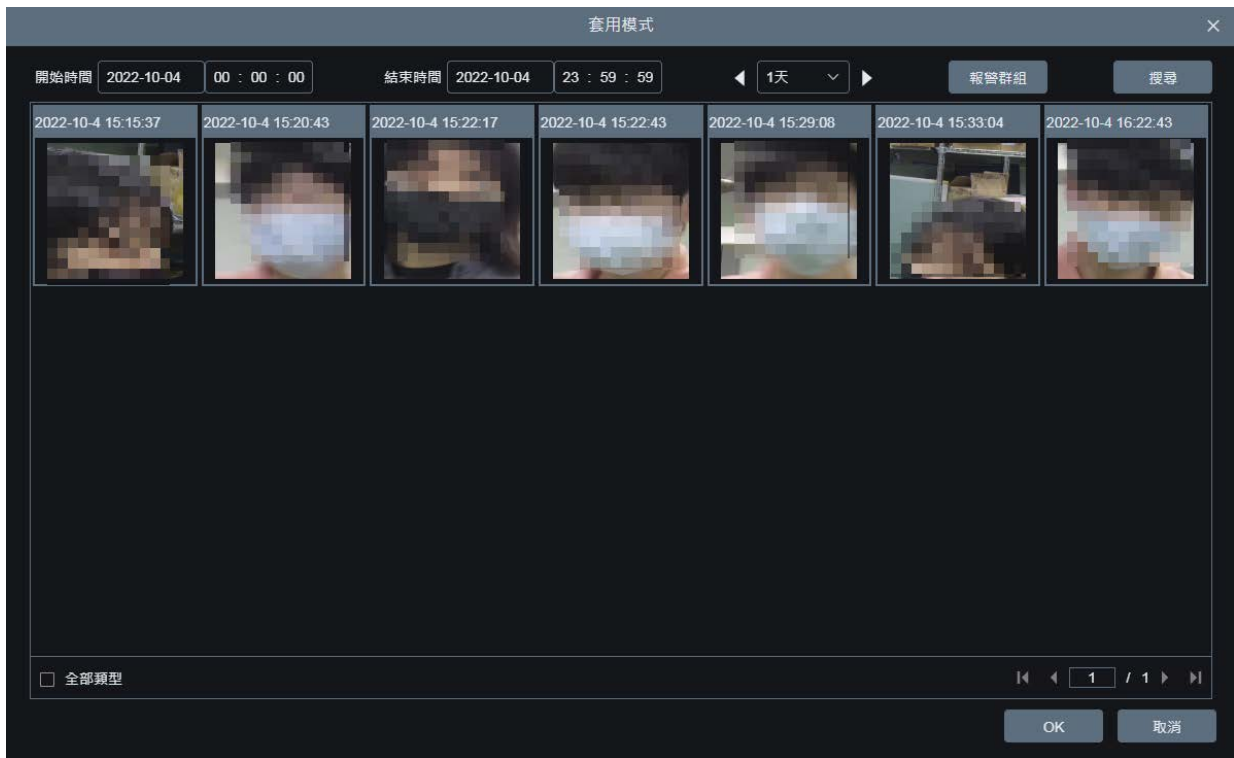 套用模式
開始時間 2022-10-04 00 : 00 : 00 結束時間 2022-10-04 23 : 59 : 59 1天 報警群組 搜尋
2022-10-4 15:15:37 2022-10-4 15:20:43 2022-10-4 15:22:17 2022-10-4 15:22:43 2022-10-4 15:29:08 2022-10-4 15:33:04 2022-10-4 16:22:43
全部類型 1 / 1
OK 取消